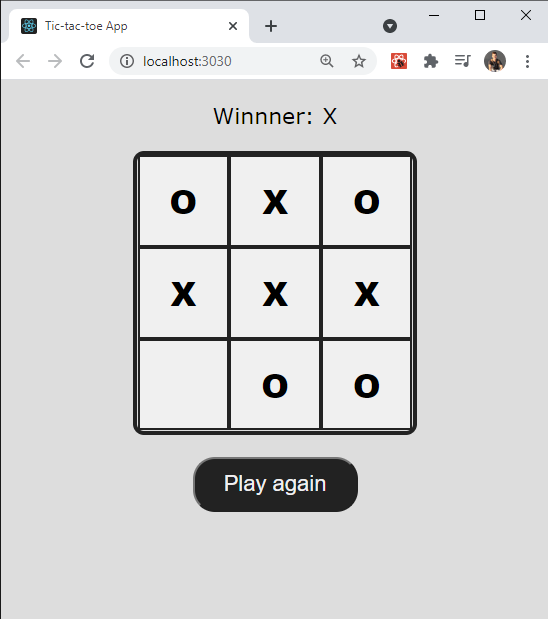 Tic-tac-toe App
localhost:3030
Winnner: X
o x o
x x x
o o
Play again